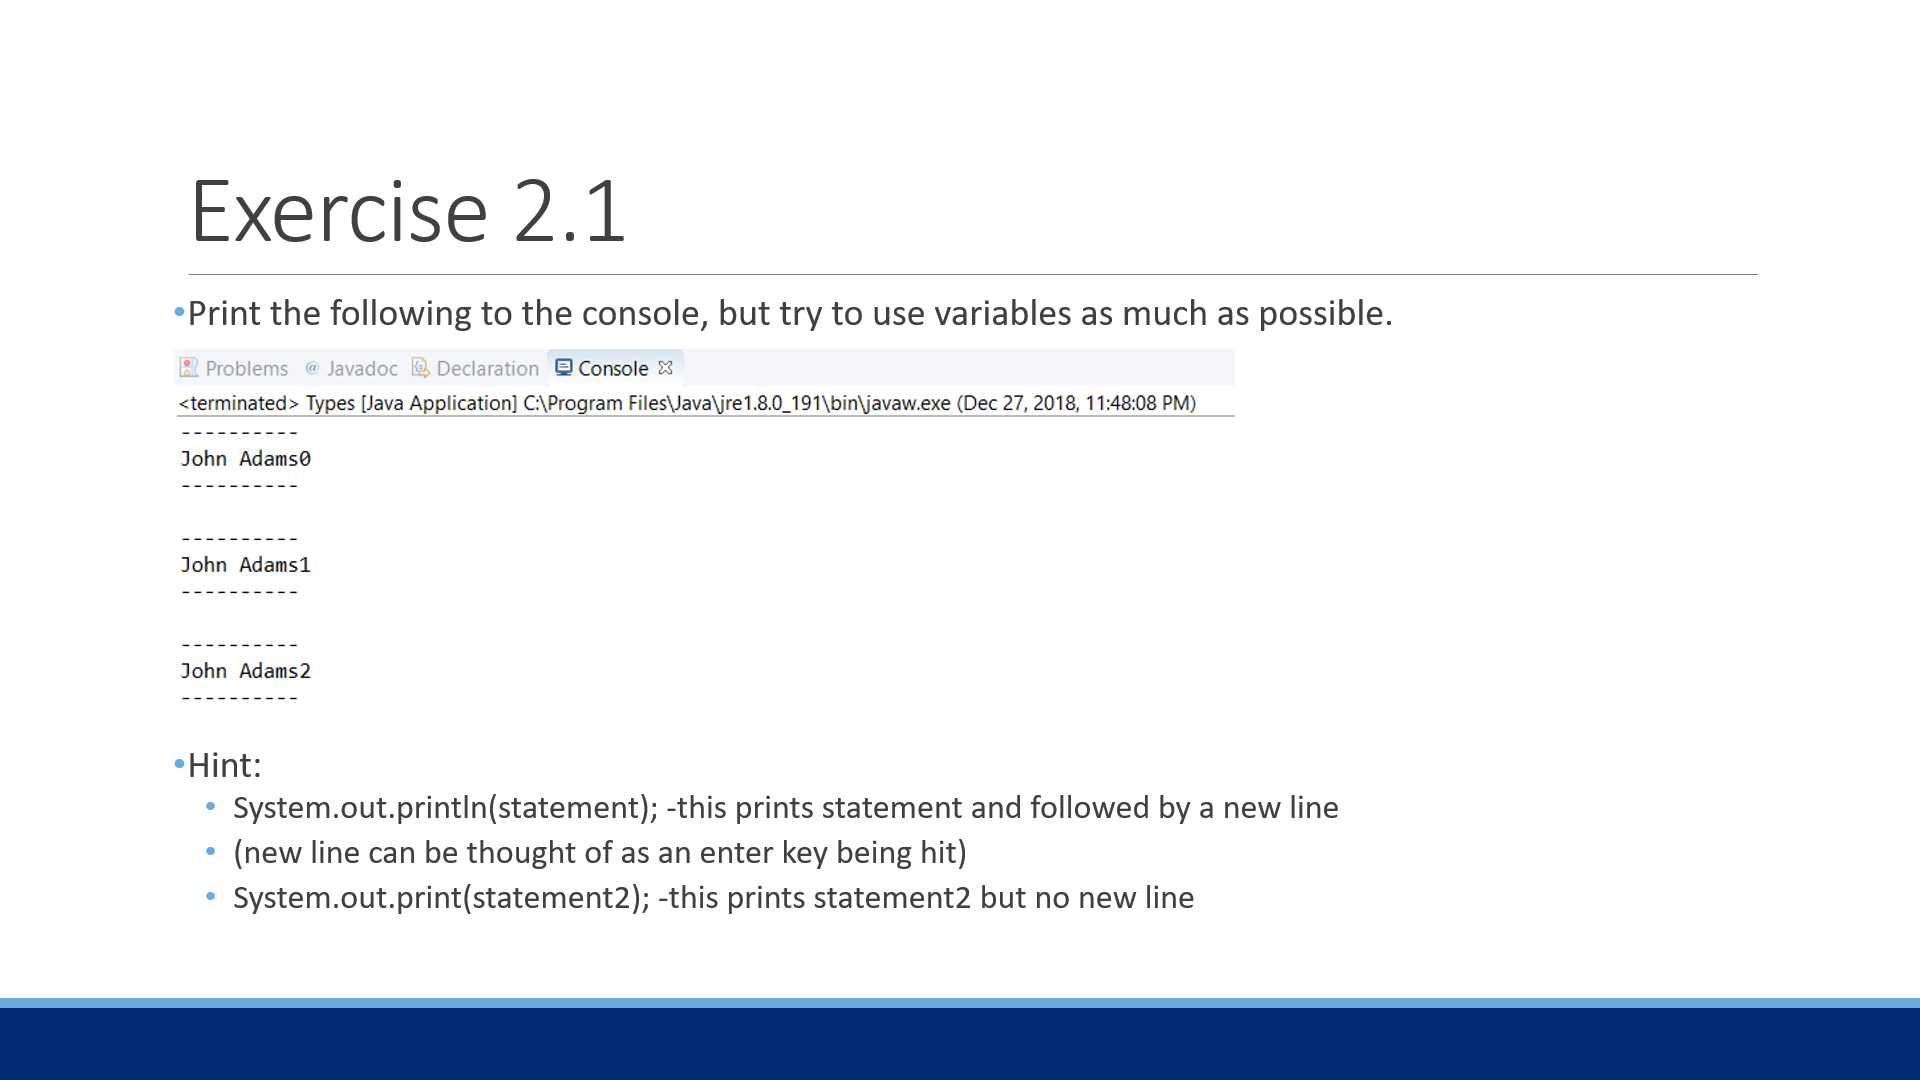 Exercise 2.1
•Print the following to the console, but try to use variables as much as possible.
Problems @ Javadoc Declaration Console
<terminated> Types [Java Application] C:\Program Files\Java\jre1.8.0_191\bin\javaw.exe (Dec 27, 2018, 11:48:08 PM)
----------
John Adams0
----------
----------
John Adams1
----------
----------
John Adams2
----------
•Hint:
• System.out.println(statement); -this prints statement and followed by a new line
• (new line can be thought of as an enter key being hit)
• System.out.print(statement2); -this prints statement2 but no new line